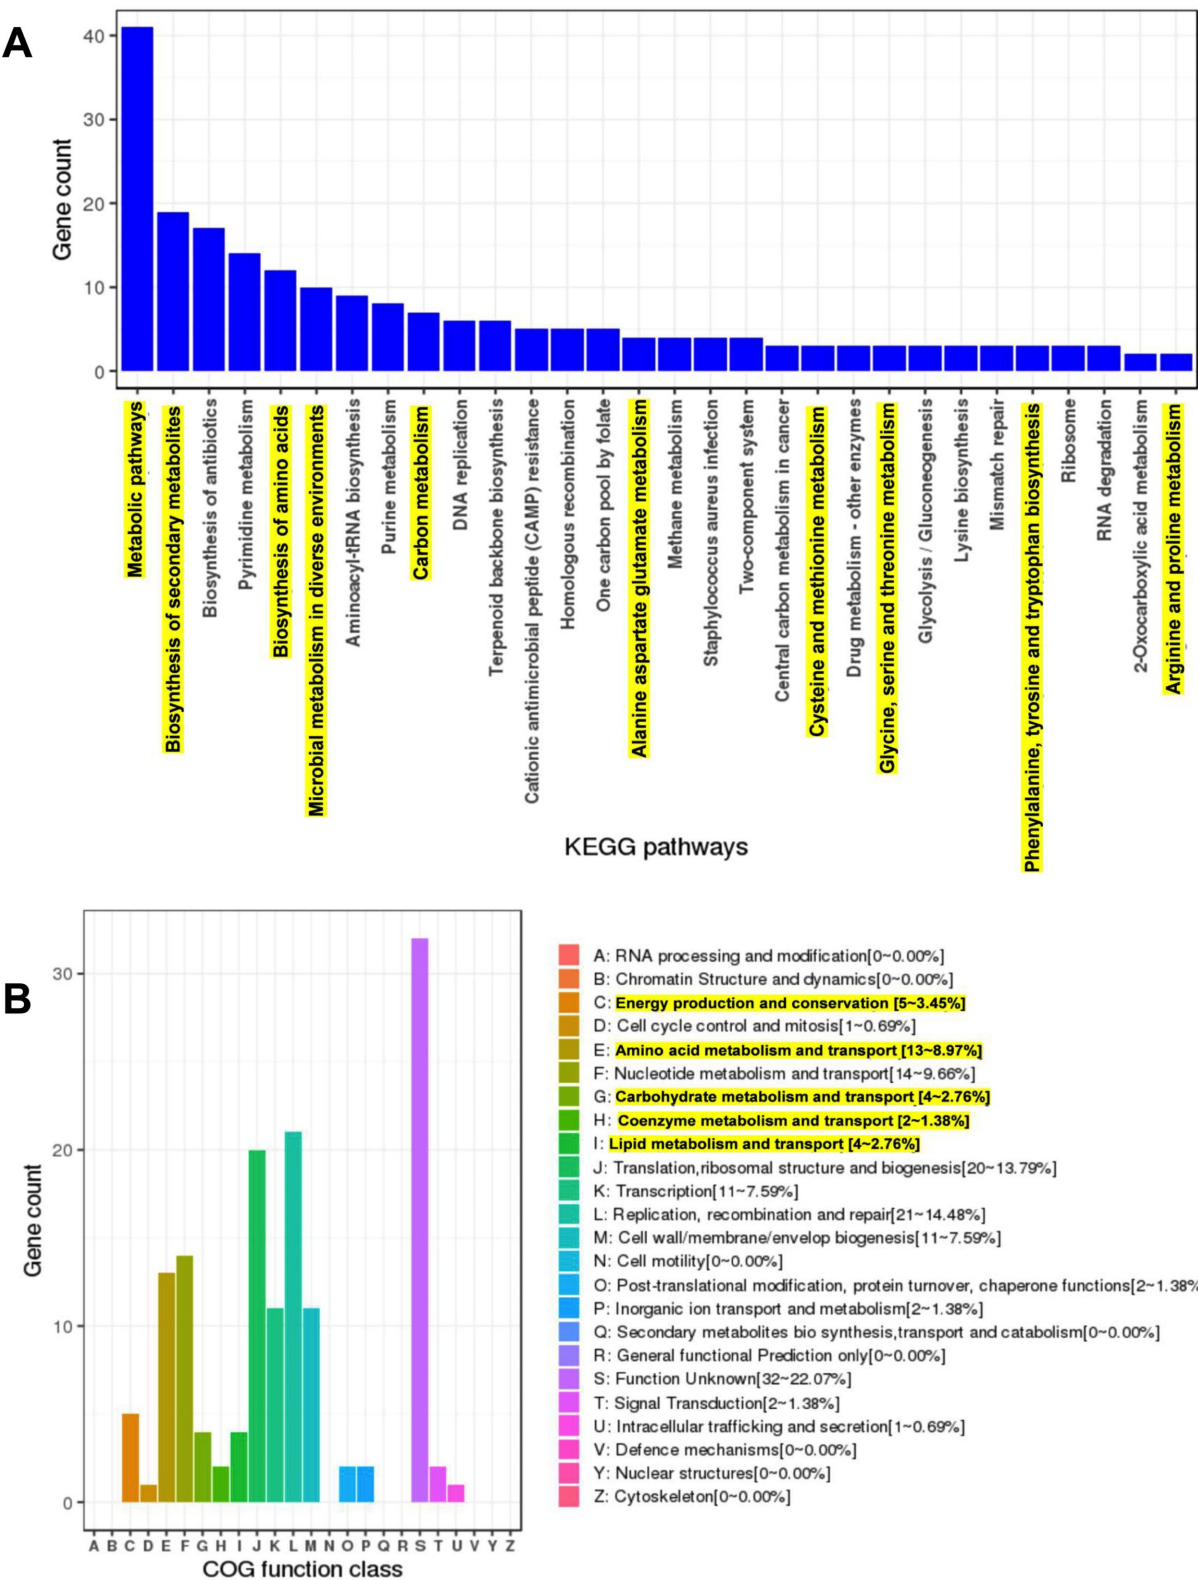 A
40
30
20
10
0
Gene count
Metabolic pathways
Biosynthesis of secondary metabolites
Biosynthesis of antibiotics
Pyrimidine metabolism
Biosynthesis of amino acids
Microbial metabolism in diverse environments
Aminoacyl-tRNA biosynthesis
Purine metabolism
Carbon metabolism
DNA replication
Terpenoid backbone biosynthesis
Cationic antimicrobial peptide (CAMP) resistance
Homologous recombination
One carbon pool by folate
Alanine aspartate glutamate metabolism
Methane metabolism
Staphylococcus aureus infection
Two-component system
Central carbon metabolism in cancer
Cysteine and methionine metabolism
Drug metabolism - other enzymes
Glycine, serine and threonine metabolism
Glycolysis / Gluconeogenesis
Lysine biosynthesis
Mismatch repair
Phenylalanine, tyrosine and tryptophan biosynthesis
Ribosome
RNA degradation
2-Oxocarboxylic acid metabolism
Arginine and proline metabolism
KEGG pathways
B
30
20
10
0
Gene count
A B C D E F G H I J K L M N O P Q R S T U V Y Z
COG function class
A: RNA processing and modification[0~0.00%]
B: Chromatin Structure and dynamics[0~0.00%]
C: Energy production and conservation [5~3.45%]
D: Cell cycle control and mitosis[1~0.69%]
E: Amino acid metabolism and transport [13~8.97%]
F: Nucleotide metabolism and transport[14~9.66%]
G: Carbohydrate metabolism and transport [4~2.76%]
H: Coenzyme metabolism and transport [2~1.38%]
I: Lipid metabolism and transport [4~2.76%]
J: Translation,ribosomal structure and biogenesis[20~13.79%]
K: Transcription[11~7.59%]
L: Replication, recombination and repair[21~14.48%]
M: Cell wall/membrane/envelop biogenesis[11~7.59%]
N: Cell motility[0~0.00%]
O: Post-translational modification, protein turnover, chaperone functions[2~1.38%
P: Inorganic ion transport and metabolism[2~1.38%]
Q: Secondary metabolites bio synthesis,transport and catabolism[0~0.00%]
R: General functional Prediction only[0~0.00%]
S: Function Unknown[32~22.07%]
T: Signal Transduction[2~1.38%]
U: Intracellular trafficking and secretion[1~0.69%]
V: Defence mechanisms[0~0.00%]
Y: Nuclear structures[0~0.00%]
Z: Cytoskeleton[0~0.00%]